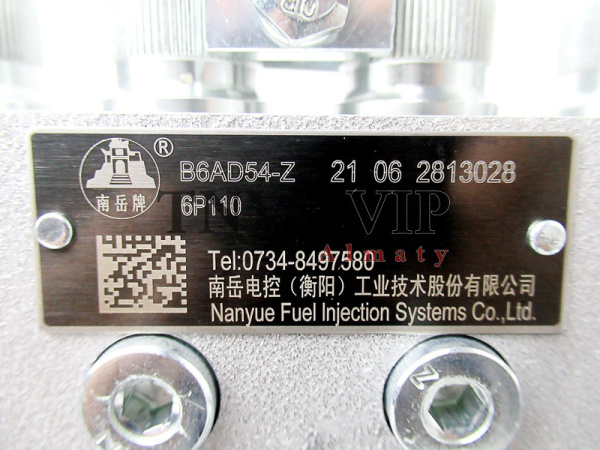 ®
B6AD54-Z 21 06 2813028
南岳牌
6P110
VIP
Almaty
Tel:0734-8497580
南岳电控（衡阳）工业技术股份有限公司
Nanyue Fuel Injection Systems Co.,Ltd.
Z